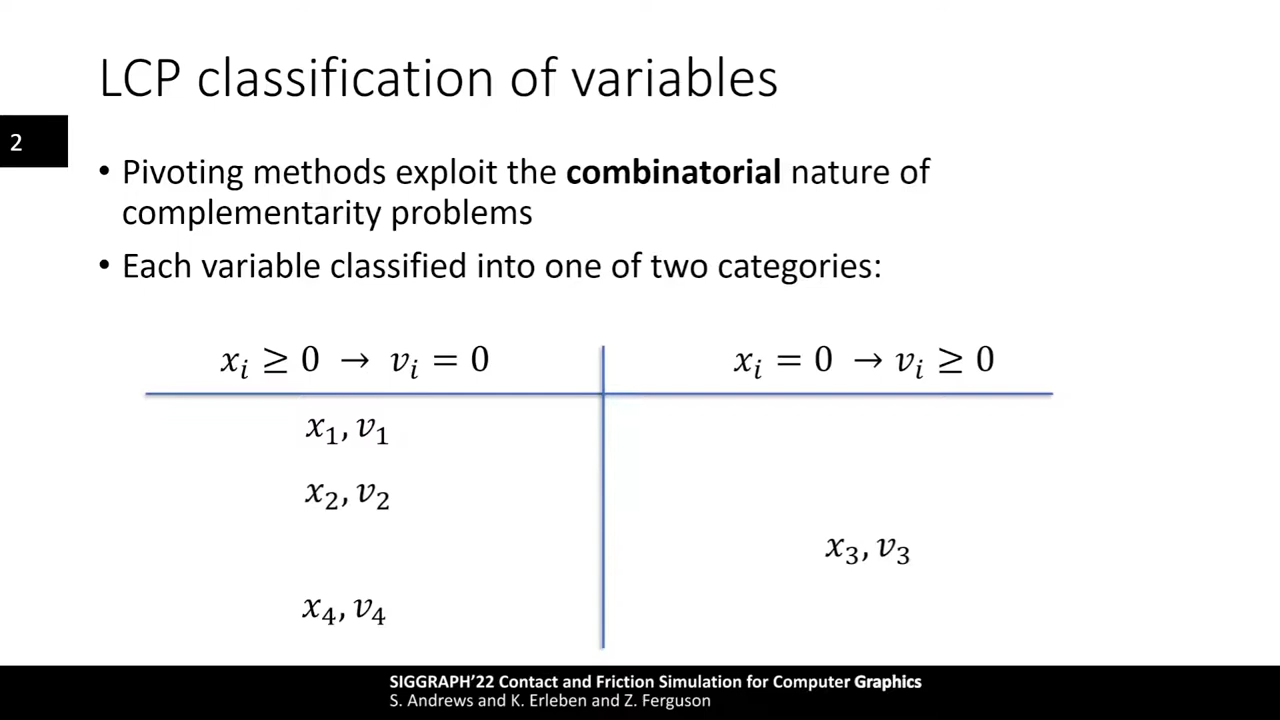 LCP classification of variables
2
• Pivoting methods exploit the combinatorial nature of
complementarity problems
• Each variable classified into one of two categories:
xᵢ ≥ 0 → vᵢ = 0
xᵢ = 0 → vᵢ ≥ 0
x₁, v₁
x₂, v₂
x₃, v₃
x₄, v₄
SIGGRAPH’22 Contact and Friction Simulation for Computer Graphics
S. Andrews and K. Erleben and Z. Ferguson